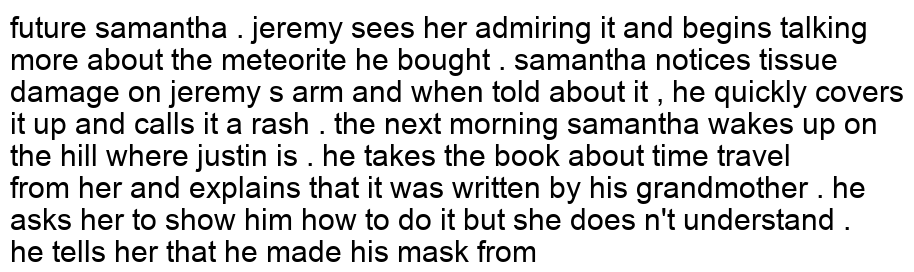 future samantha . jeremy sees her admiring it and begins talking
more about the meteorite he bought . samantha notices tissue
damage on jeremy s arm and when told about it , he quickly covers
it up and calls it a rash . the next morning samantha wakes up on
the hill where justin is . he takes the book about time travel
from her and explains that it was written by his grandmother . he
asks her to show him how to do it but she does n't understand .
he tells her that he made his mask from